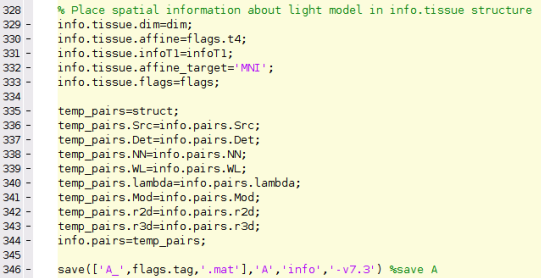 328 % Place spatial information about light model in info.tissue structure
329 - info.tissue.dim=dim;
330 - info.tissue.affine=flags.t4;
331 - info.tissue.infoT1=infoT1;
332 - info.tissue.affine_target='MNI';
333 - info.tissue.flags=flags;
334
335 - temp_pairs=struct;
336 - temp_pairs.Src=info.pairs.Src;
337 - temp_pairs.Det=info.pairs.Det;
338 - temp_pairs.NN=info.pairs.NN;
339 - temp_pairs.WL=info.pairs.WL;
340 - temp_pairs.lambda=info.pairs.lambda;
341 - temp_pairs.Mod=info.pairs.Mod;
342 - temp_pairs.r2d=info.pairs.r2d;
343 - temp_pairs.r3d=info.pairs.r3d;
344 - info.pairs=temp_pairs;
345
346 - save(['A_',flags.tag,'.mat'],'A','info','-v7.3') %save A